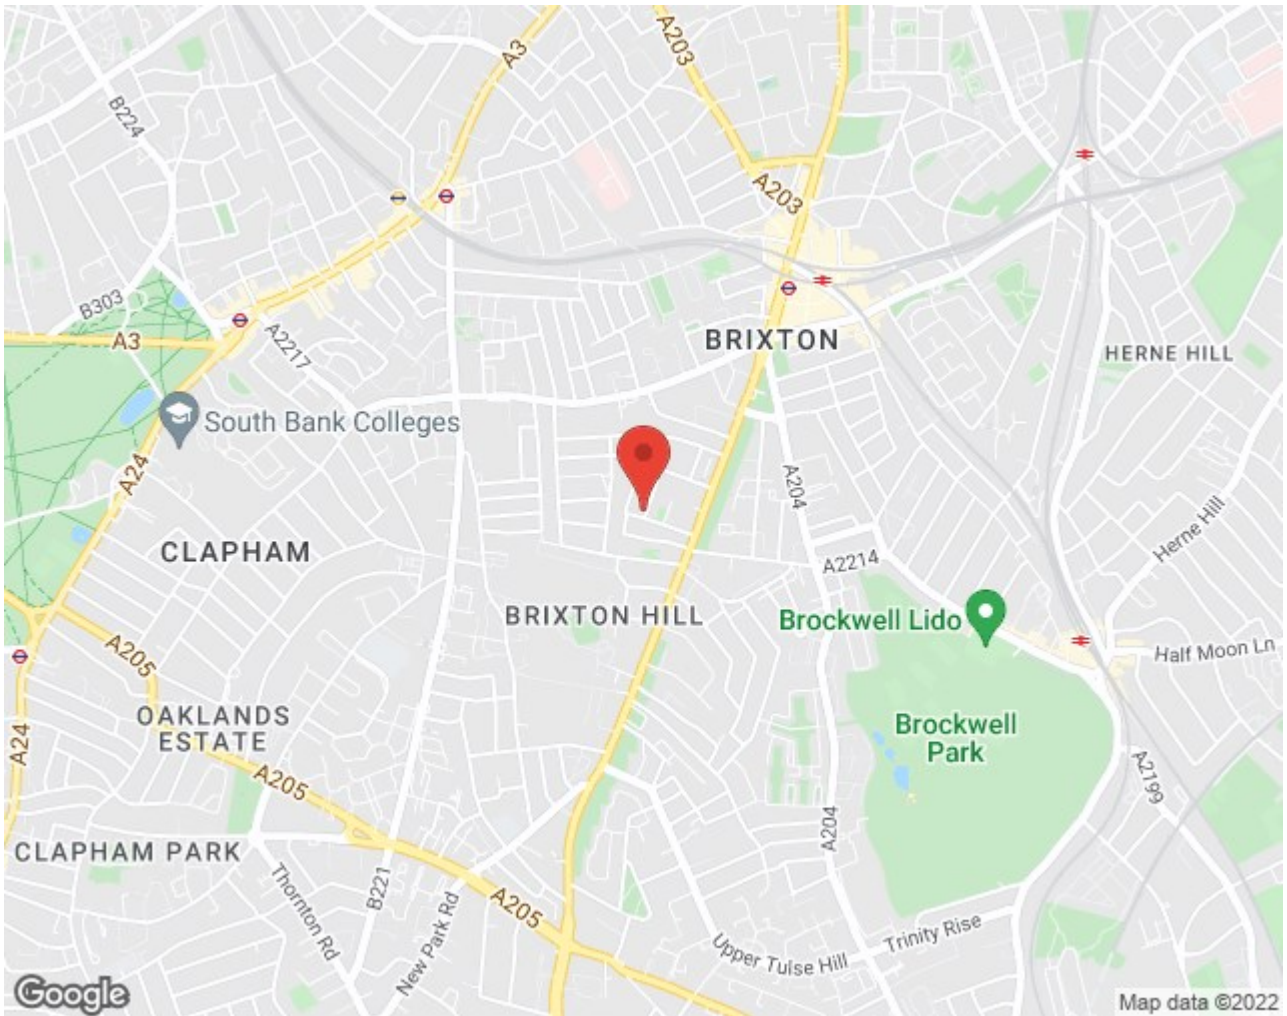 A3
A203
B224
A203
B303
A3
A2217
BRIXTON
HERNE HILL
South Bank Colleges
A24
A204
Herne Hill
CLAPHAM
A2214
BRIXTON HILL
Brockwell Lido
A205
Half Moon Ln
OAKLANDS
ESTATE
A24
Brockwell
Park
A205
A2199
A204
CLAPHAM PARK
Thornton Rd
B221
New Park Rd
A205
Trinity Rise
Upper Tulse Hill
Google
Map data ©2022